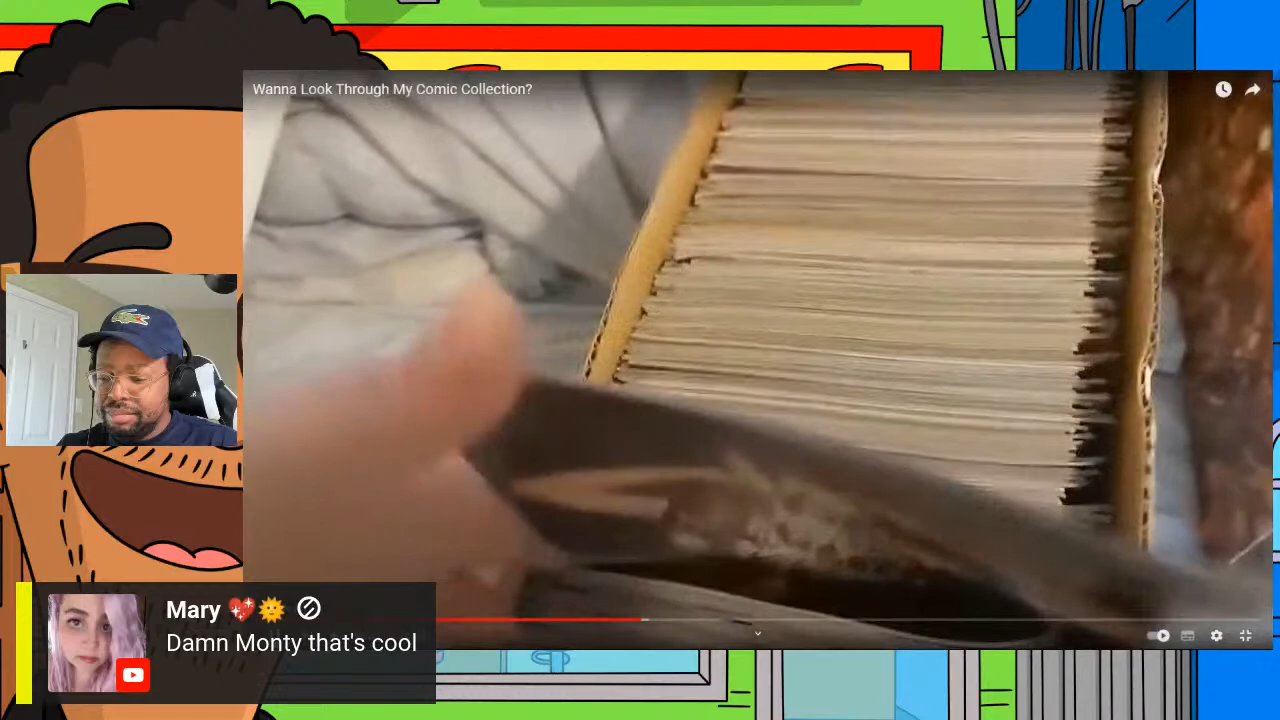 Wanna Look Through My Comic Collection?
Mary 💖🌞
Damn Monty that's cool